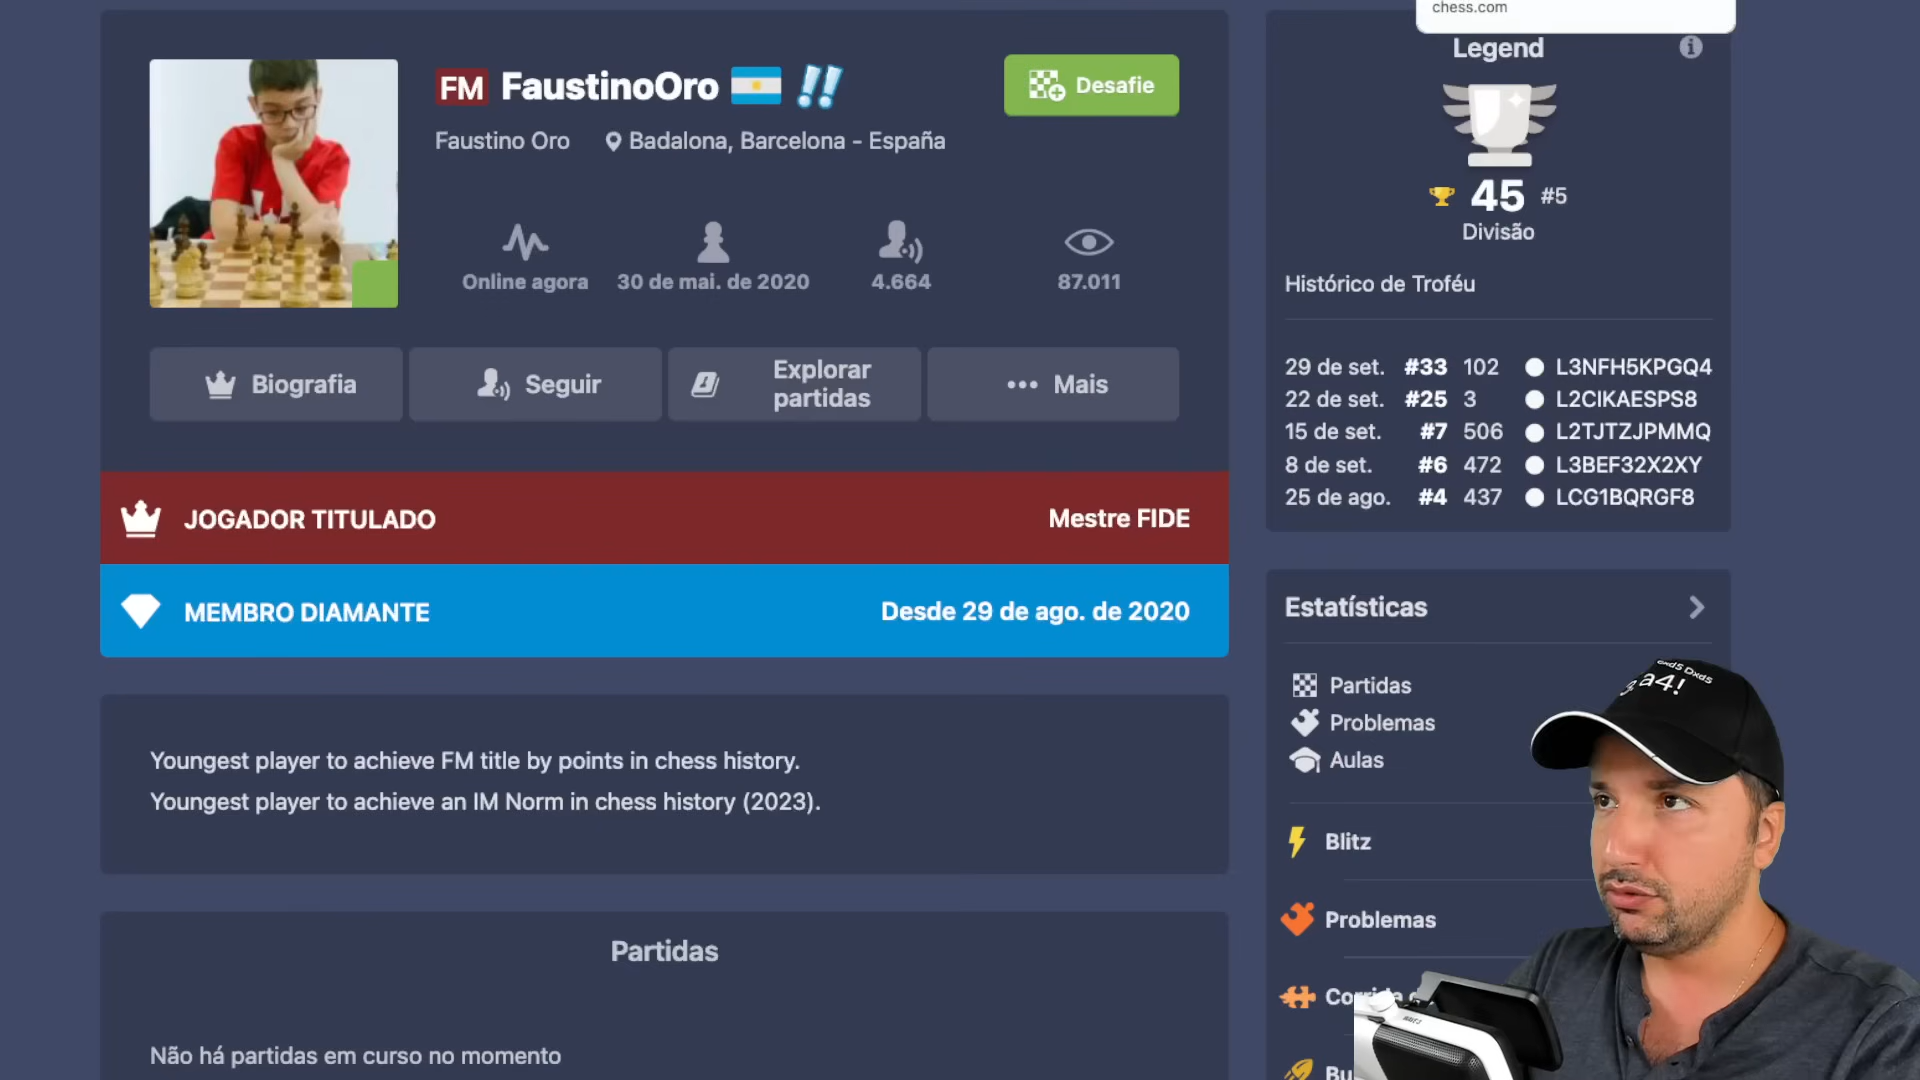 chess.com
FM FaustinoOro
Desafie
Faustino Oro Badalona, Barcelona - España
Online agora 30 de mai. de 2020 4.664 87.011
Biografia Seguir Explorar partidas Mais
JOGADOR TITULADO Mestre FIDE
MEMBRO DIAMANTE Desde 29 de ago. de 2020
Youngest player to achieve FM title by points in chess history.
Youngest player to achieve an IM Norm in chess history (2023).
Partidas
Não há partidas em curso no momento
Legend
45 #5
Divisão
Histórico de Troféu
29 de set. #33 102 L3NFH5KPGQ4
22 de set. #25 3 L2CIKAESPS8
15 de set. #7 506 L2TJTZJPMMQ
8 de set. #6 472 L3BEF32X2XY
25 de ago. #4 437 LCG1BQRGF8
Estatísticas
Partidas
Problemas
Aulas
Blitz
Problemas
Dxd5
a4!